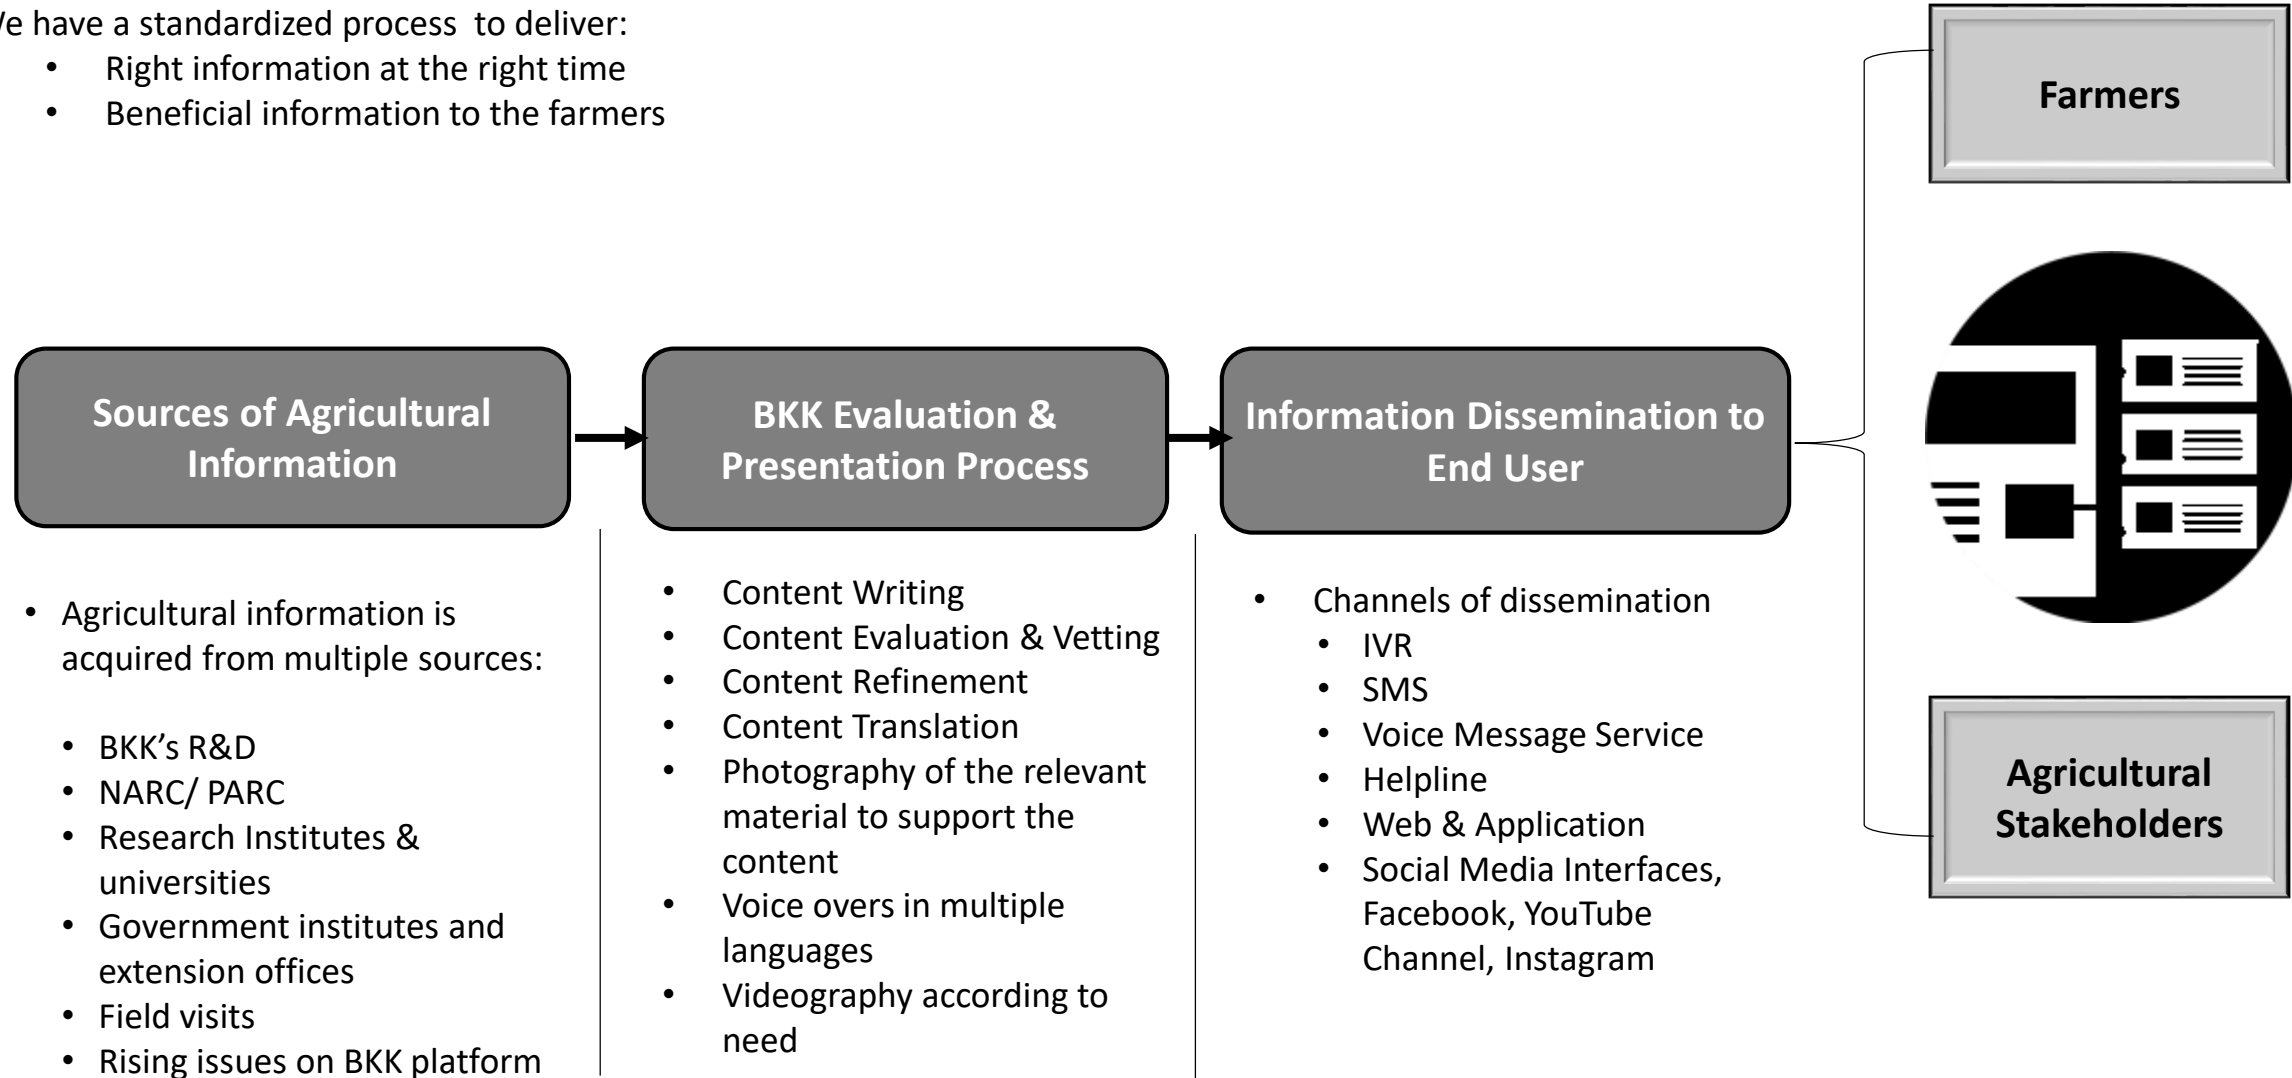 We have a standardized process to deliver:
• Right information at the right time
• Beneficial information to the farmers
Farmers
Sources of Agricultural
Information
BKK Evaluation &
Presentation Process
Information Dissemination to
End User
• Agricultural information is
acquired from multiple sources:
• BKK’s R&D
• NARC/ PARC
• Research Institutes &
universities
• Government institutes and
extension offices
• Field visits
• Rising issues on BKK platform
• Content Writing
• Content Evaluation & Vetting
• Content Refinement
• Content Translation
• Photography of the relevant
material to support the
content
• Voice overs in multiple
languages
• Videography according to
need
• Channels of dissemination
• IVR
• SMS
• Voice Message Service
• Helpline
• Web & Application
• Social Media Interfaces,
Facebook, YouTube
Channel, Instagram
Agricultural
Stakeholders